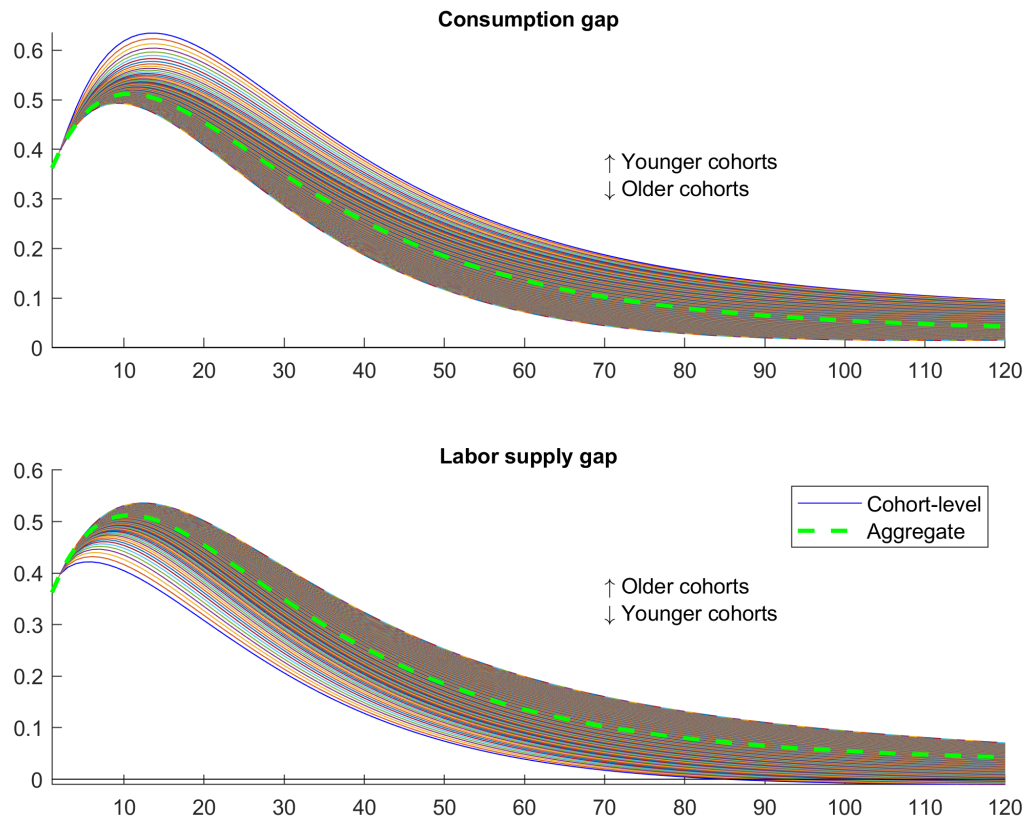 Consumption gap
0.6
0.5
0.4
0.3
0.2
0.1
0
↑ Younger cohorts
↓ Older cohorts
10 20 30 40 50 60 70 80 90 100 110 120
Labor supply gap
0.6
0.5
0.4
0.3
0.2
0.1
0
Cohort-level
Aggregate
↑ Older cohorts
↓ Younger cohorts
10 20 30 40 50 60 70 80 90 100 110 120